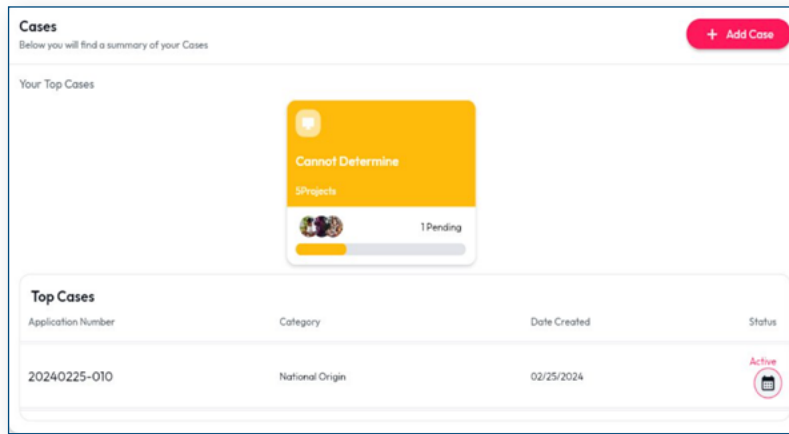 Cases
Below you will find a summary of your Cases
+ Add Case
Your Top Cases
Cannot Determine
5Projects
1 Pending
Top Cases
Application Number Category Date Created Status
20240225-010 National Origin 02/25/2024 Active